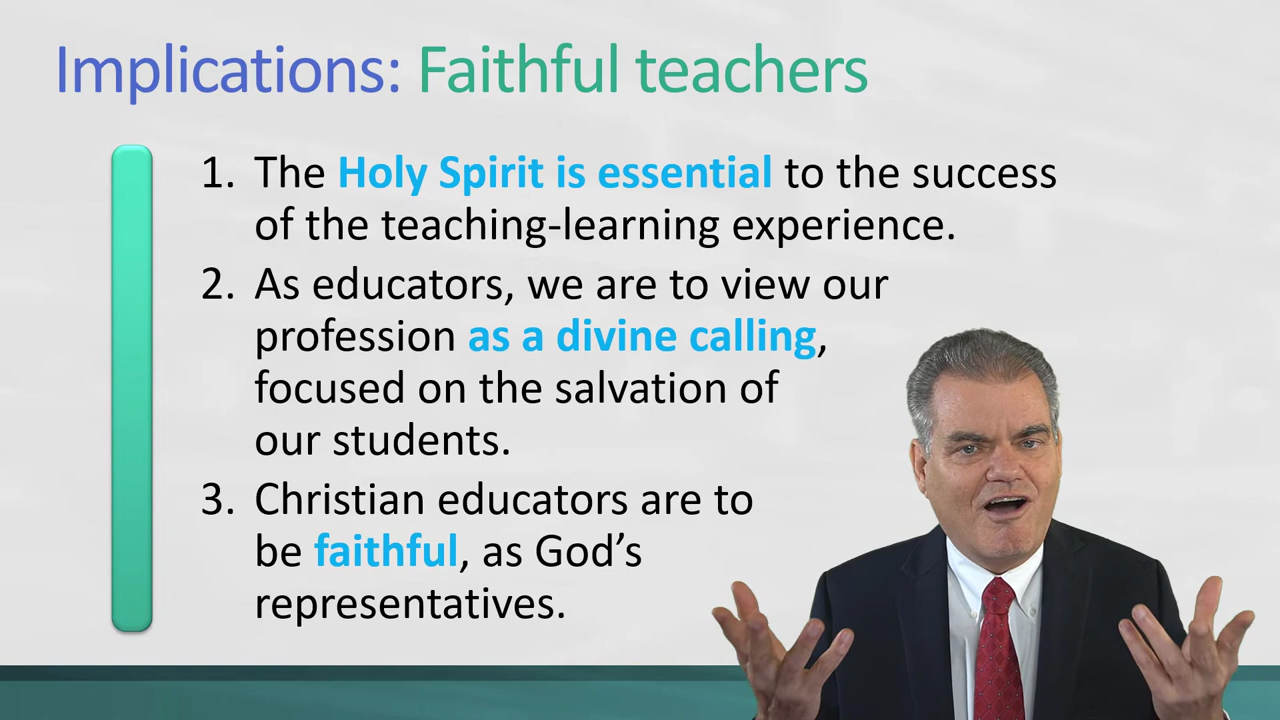 Implications: Faithful teachers
1. The Holy Spirit is essential to the success
of the teaching-learning experience.
2. As educators, we are to view our
profession as a divine calling,
focused on the salvation of
our students.
3. Christian educators are to
be faithful, as God’s
representatives.